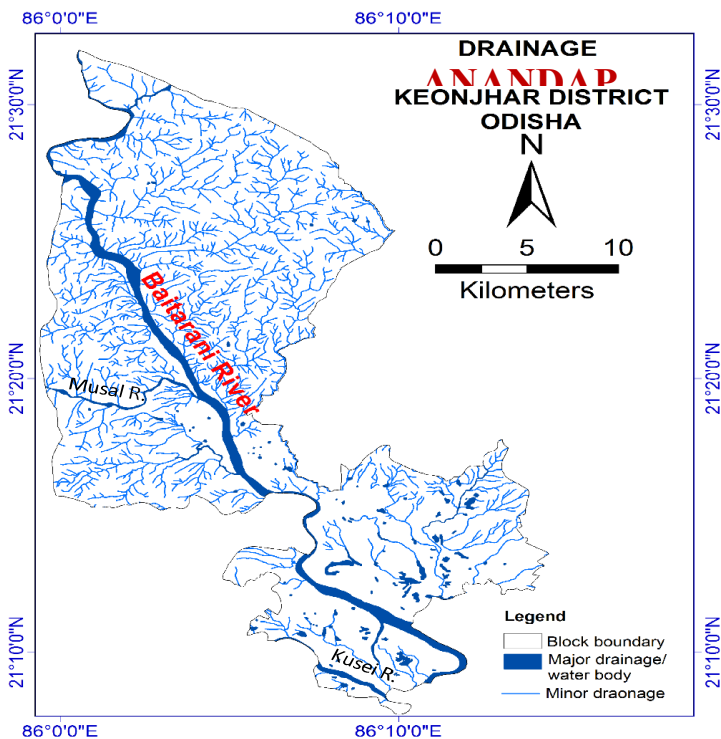 86°0'0"E 86°10'0"E
DRAINAGE
ANANDAP
KEONJHAR DISTRICT
ODISHA
N
0 5 10
Kilometers
21°30'0"N 21°30'0"N
Baitarani River
21°20'0"N 21°20'0"N
Musal R.
Legend
Block boundary
Major drainage/
water body
Minor draonage
21°10'0"N 21°10'0"N
Kusei R.
86°0'0"E 86°10'0"E